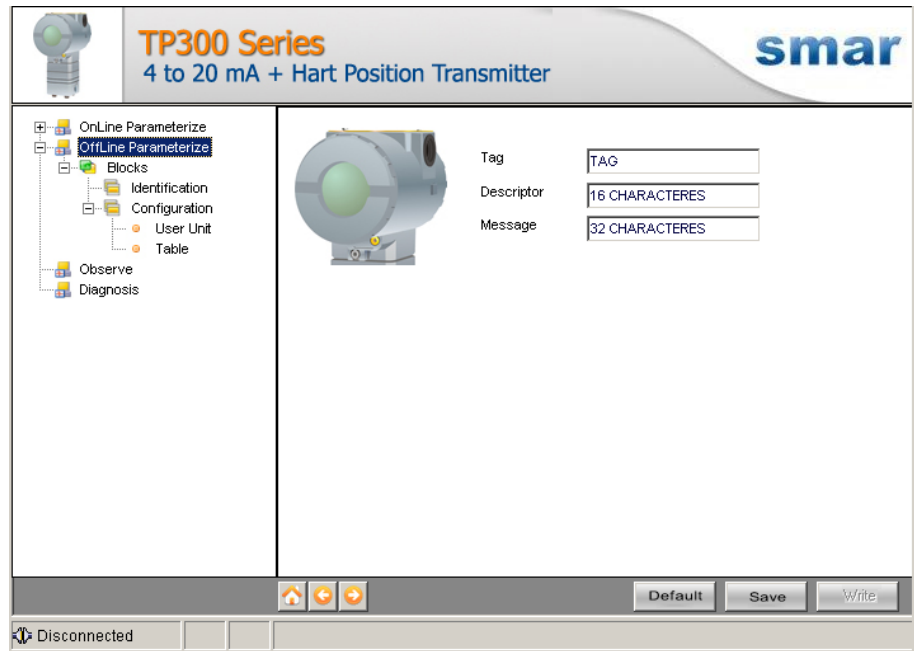 TP300 Series
4 to 20 mA + Hart Position Transmitter
smar
OnLine Parameterize
OffLine Parameterize
Blocks
Identification
Configuration
User Unit
Table
Observe
Diagnosis
Tag TAG
Descriptor 16 CHARACTERES
Message 32 CHARACTERES
Default Save Write
Disconnected